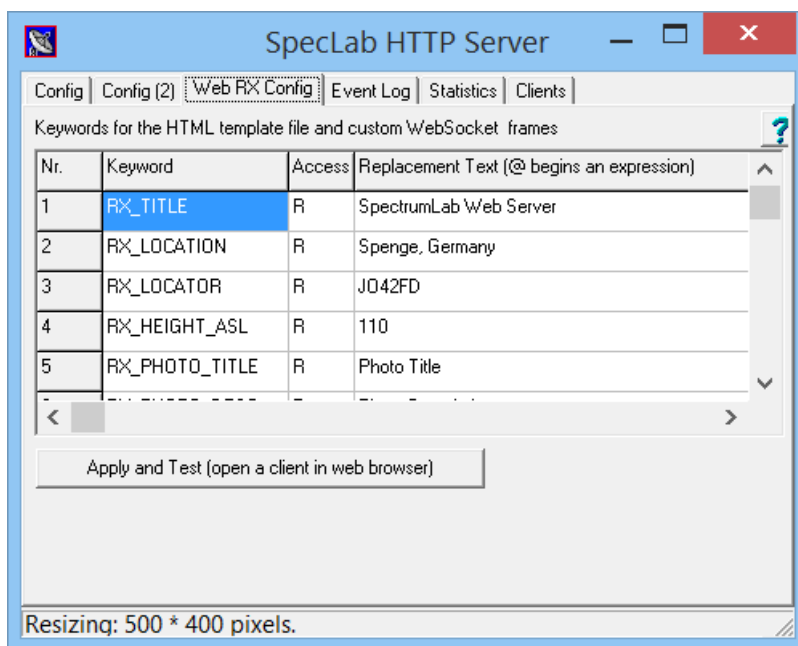 SpecLab HTTP Server
Config Config (2) Web RX Config Event Log Statistics Clients
Keywords for the HTML template file and custom WebSocket frames
Nr. Keyword Access Replacement Text (@ begins an expression)
1 RX_TITLE R SpectrumLab Web Server
2 RX_LOCATION R Spenge, Germany
3 RX_LOCATOR R JO42FD
4 RX_HEIGHT_ASL R 110
5 RX_PHOTO_TITLE R Photo Title
Apply and Test (open a client in web browser)
Resizing: 500 * 400 pixels.